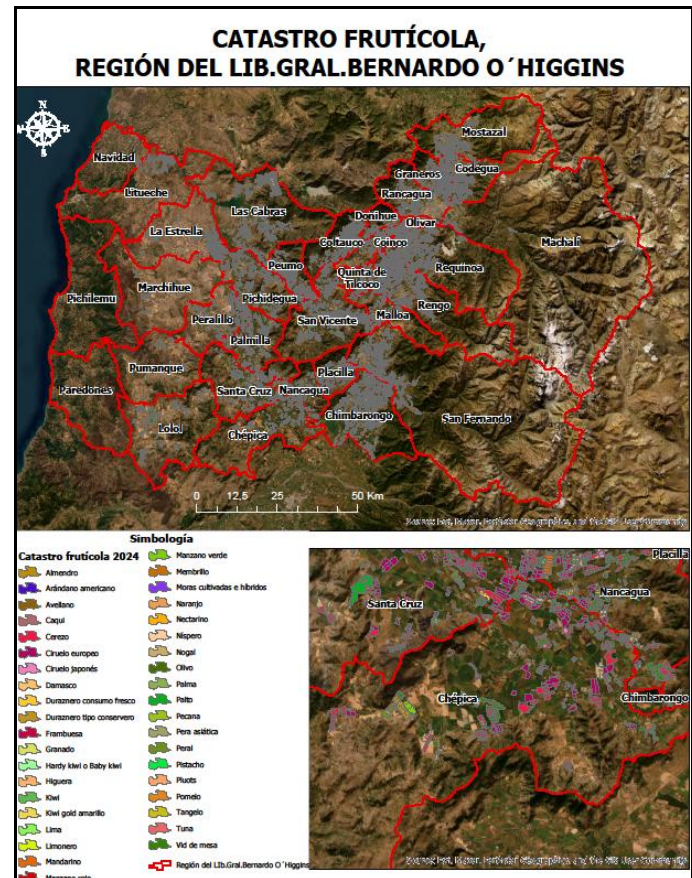 CATASTRO FRUTÍCOLA,
REGIÓN DEL LIB.GRAL.BERNARDO O´HIGGINS
N
W
E
S
Mostazal
Navidad
Codegua
Graneros
Litueche
Rancagua
Las Cabras
Donihue
Olivar
La Estrella
Coltauco
Coinco
Machalí
Peumo
Requinoa
Quinta de
Tilcoco
Marchihue
Pichilemu
Pichidegua
Rengo
Peralillo
San Vicente
Malloa
Palmilla
Pumanque
Placilla
Paredones
Santa Cruz
Nancagua
Chimbarongo
San Fernando
Lolol
Chépica
0 12,5 25 50 Km
Simbología
Catastro frutícola 2024
Almendro
Arándano americano
Avellano
Caqui
Cerezo
Ciruelo europeo
Ciruelo japonés
Damasco
Duraznero consumo fresco
Duraznero tipo conservero
Frambuesa
Granado
Hardy kiwi o Baby kiwi
Higuera
Kiwi
Kiwi gold amarillo
Lima
Limonero
Mandarino
Manzano rojo
Manzano verde
Membrillo
Moras cultivadas e híbridos
Naranjo
Nectarino
Níspero
Nogal
Olivo
Palma
Palto
Pecana
Pera asiática
Peral
Pistacho
Pluots
Pomelo
Tangelo
Tuna
Vid de mesa
Región del Lib.Gral.Bernardo O´Higgins
Placilla
Nancagua
Santa Cruz
Chépica
Chimbarongo